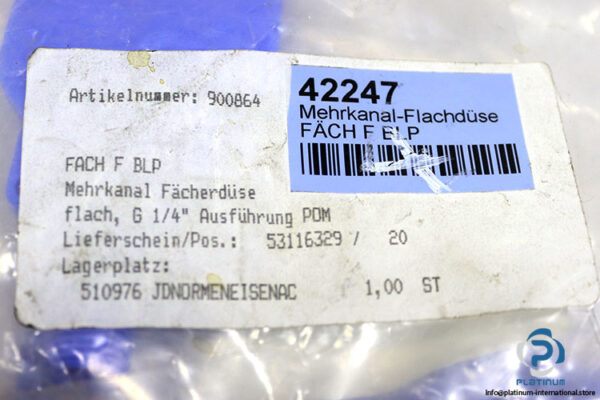 Artikelnummer: 900864
42247
Mehrkanal-Flachdüse
FÄCH F BLP
FACH F BLP
Mehrkanal Fächerdüse
flach, G 1/4" Ausführung POM
Lieferschein/Pos.: 53116329 / 20
Lagerplatz:
510976 JDNORMENEISENAC 1,00 ST
PLATINUM
info@platinum-international.store